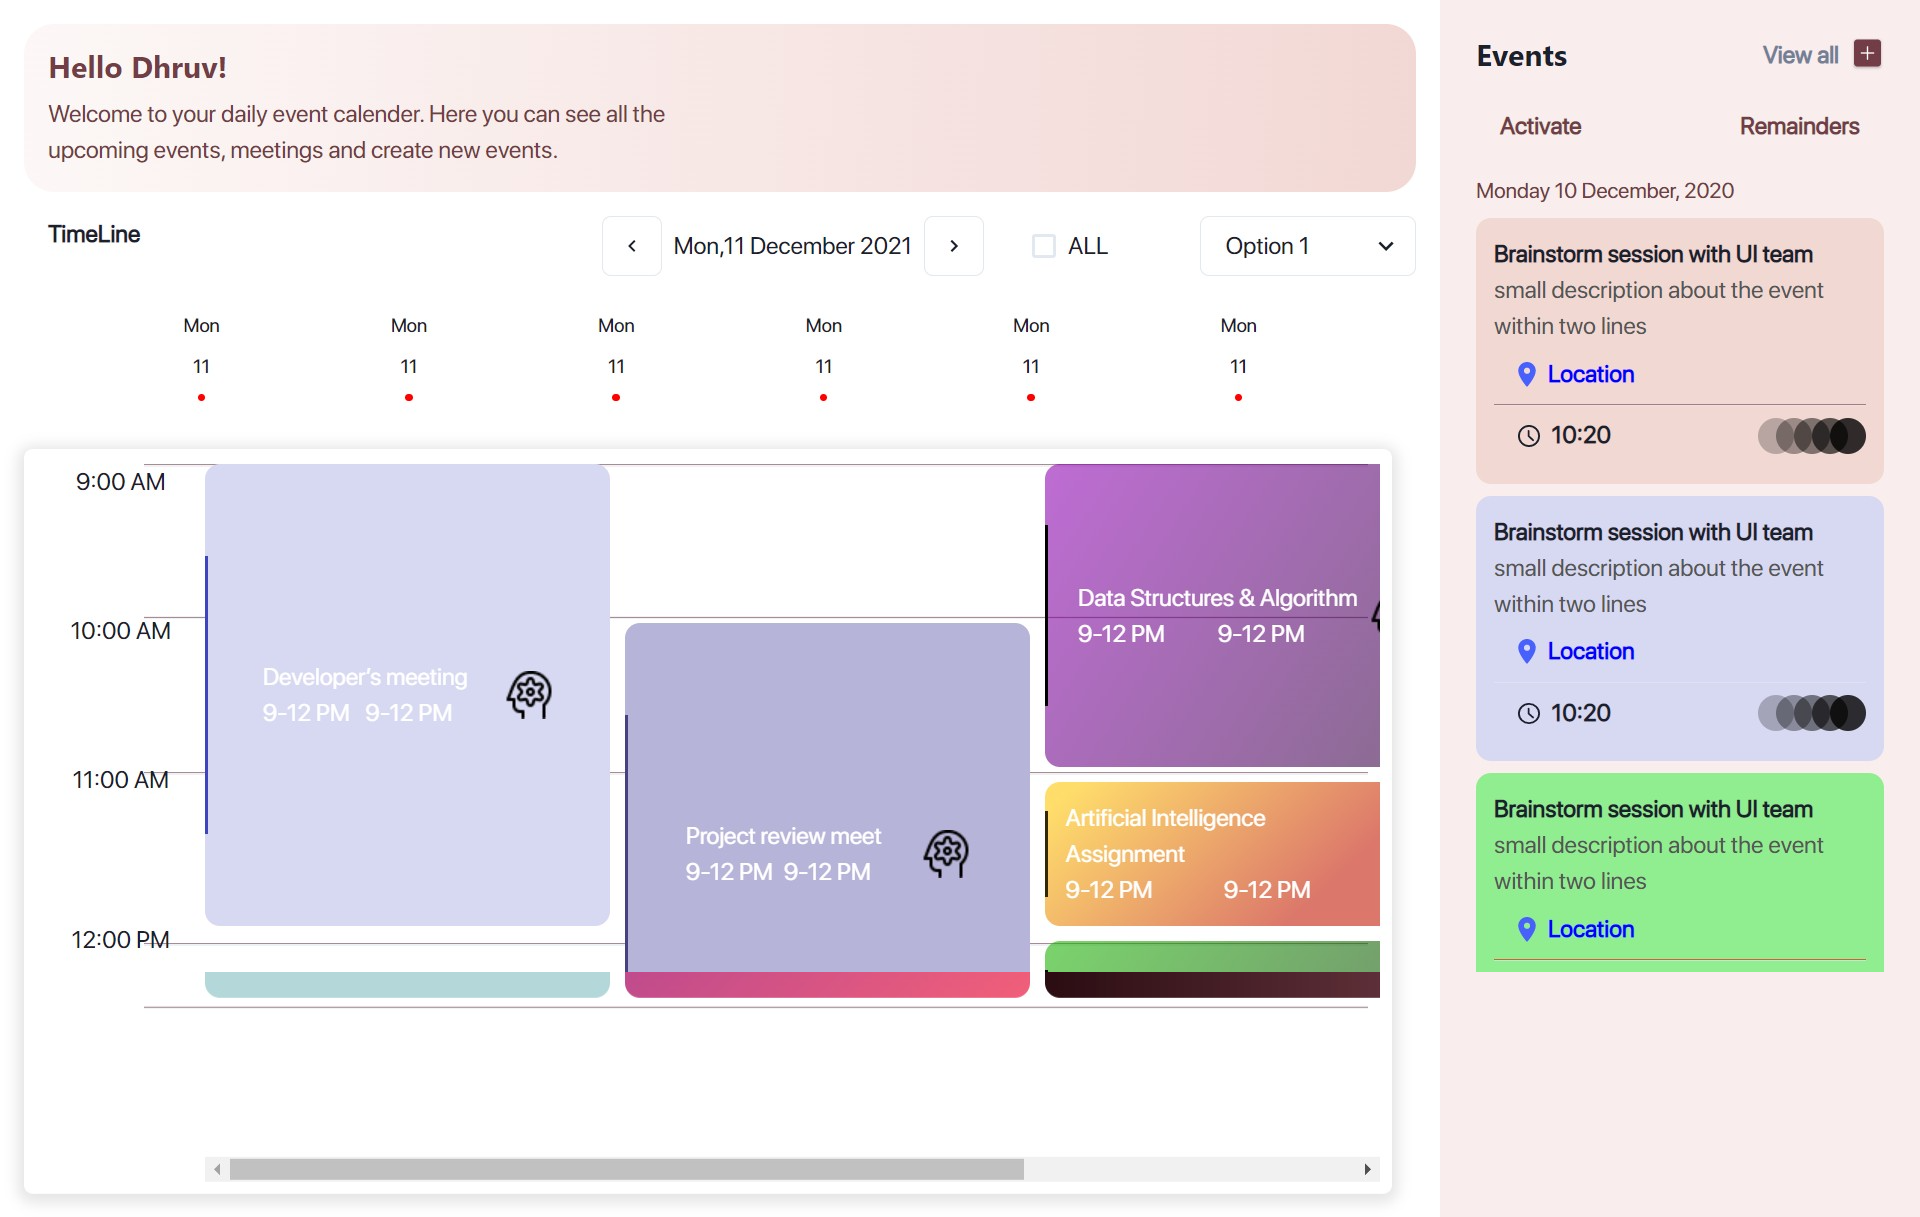 Hello Dhruv!
Welcome to your daily event calender. Here you can see all the
upcoming events, meetings and create new events.
TimeLine
Mon,11 December 2021
ALL
Option 1
Mon Mon Mon Mon Mon Mon
11 11 11 11 11 11
9:00 AM
10:00 AM
11:00 AM
12:00 PM
Developer's meeting
9-12 PM 9-12 PM
Project review meet
9-12 PM 9-12 PM
Data Structures & Algorithm
9-12 PM 9-12 PM
Artificial Intelligence
Assignment
9-12 PM 9-12 PM
Events
View all
Activate
Remainders
Monday 10 December, 2020
Brainstorm session with UI team
small description about the event
within two lines
Location
10:20
Brainstorm session with UI team
small description about the event
within two lines
Location
10:20
Brainstorm session with UI team
small description about the event
within two lines
Location